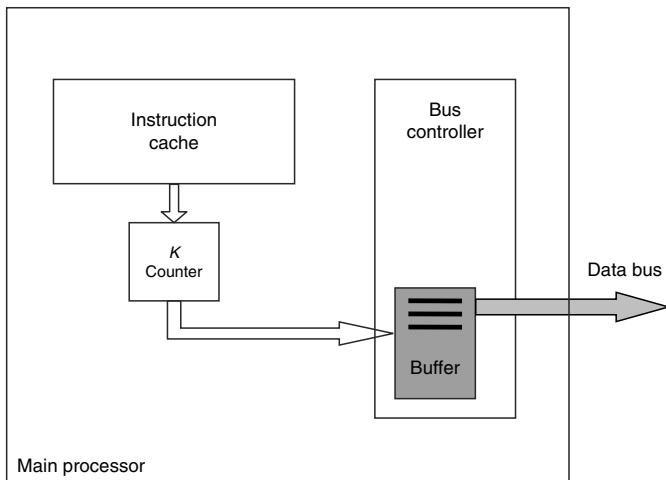 Instruction
cache
Bus
controller
K
Counter
Data bus
Buffer
Main processor